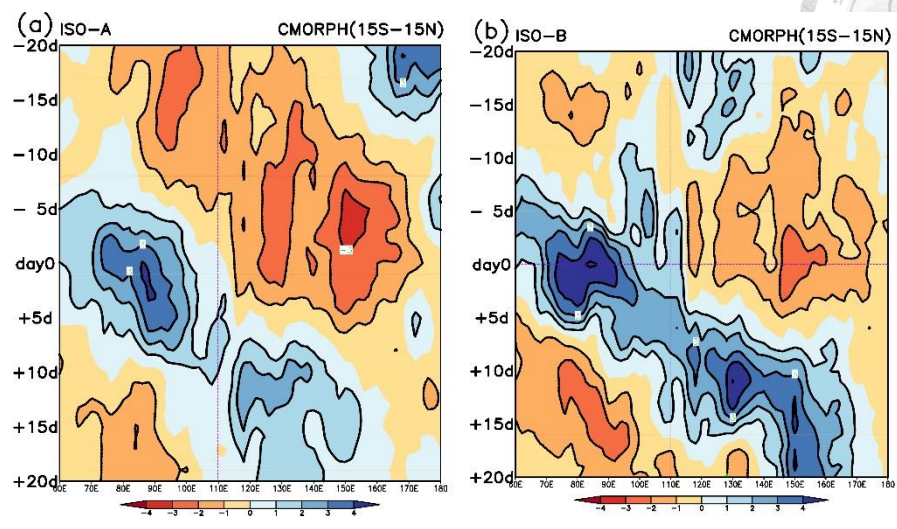 (a) ISO-A CMORPH(15S-15N)
-20d
-15d
-10d
- 5d
day0
+5d
+10d
+15d
+20d
60E 70E 80E 90E 100E 110E 120E 130E 140E 150E 160E 170E 180
-4 -3 -2 -1 0 1 2 3 4
(b) ISO-B CMORPH(15S-15N)
-20d
-15d
-10d
- 5d
day0
+5d
+10d
+15d
+20d
60E 70E 80E 90E 100E 110E 120E 130E 140E 150E 160E 170E 180
-4 -3 -2 -1 0 1 2 3 4